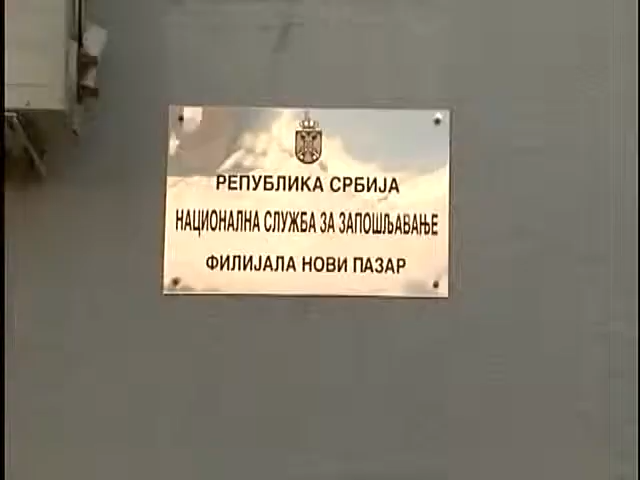 РЕПУБЛИКА СРБИЈА
НАЦИОНАЛНА СЛУЖБА ЗА ЗАПОШЉАВАЊЕ
ФИЛИЈАЛА НОВИ ПАЗАР